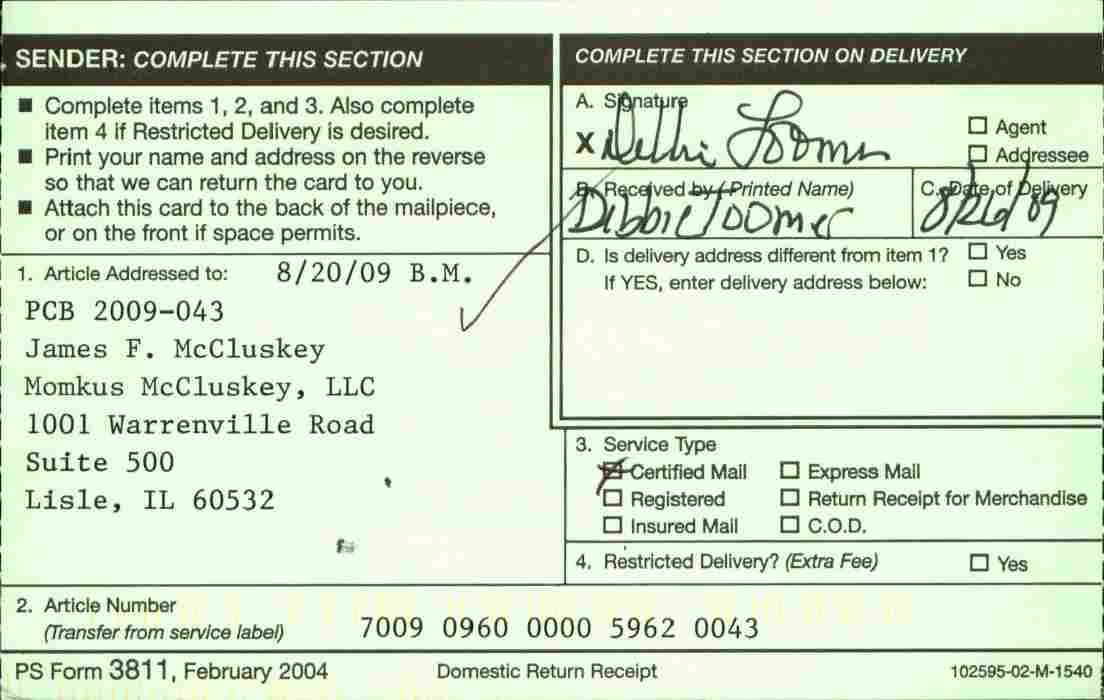 SENDER: COMPLETE THIS SECTION
■ Complete items 1, 2, and 3. Also complete
item 4 if Restricted Delivery is desired.
■ Print your name and address on the reverse
so that we can return the card to you.
■ Attach this card to the back of the mailpiece,
or on the front if space permits.
1. Article Addressed to: 8/20/09 B.M.
PCB 2009-043
James F. McCluskey
Momkus McCluskey, LLC
1001 Warrenville Road
Suite 500
Lisle, IL 60532
COMPLETE THIS SECTION ON DELIVERY
A. Signature
X Debbie Toomer
☐ Agent
☐ Addressee
B. Received by (Printed Name)
Debbie Toomer
C. Date of Delivery
8/26/09
D. Is delivery address different from item 1? ☐ Yes
If YES, enter delivery address below: ☐ No
3. Service Type
☒ Certified Mail ☐ Express Mail
☐ Registered ☐ Return Receipt for Merchandise
☐ Insured Mail ☐ C.O.D.
4. Restricted Delivery? (Extra Fee) ☐ Yes
2. Article Number
(Transfer from service label) 7009 0960 0000 5962 0043
PS Form 3811, February 2004 Domestic Return Receipt 102595-02-M-1540